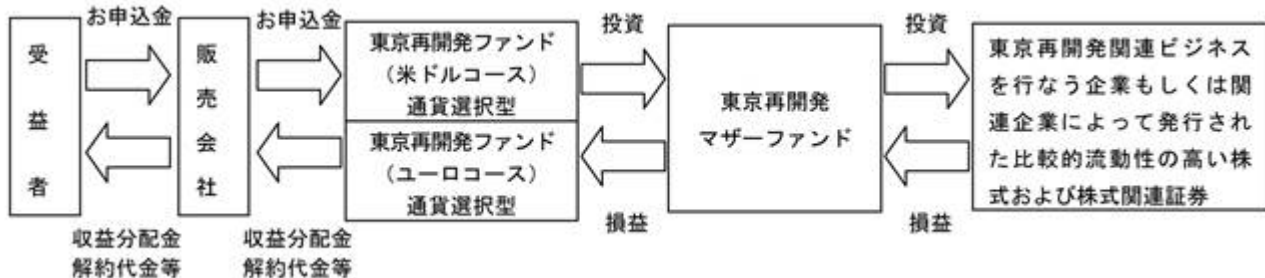 お申込金
お申込金
投資
投資
受益者
販売会社
東京再開発ファンド
（米ドルコース）
通貨選択型
東京再開発ファンド
（ユーロコース）
通貨選択型
東京再開発
マザーファンド
東京再開発関連ビジネス
を行なう企業もしくは関
連企業によって発行され
た比較的流動性の高い株
式および株式関連証券
収益分配金
解約代金等
収益分配金
解約代金等
損益
損益